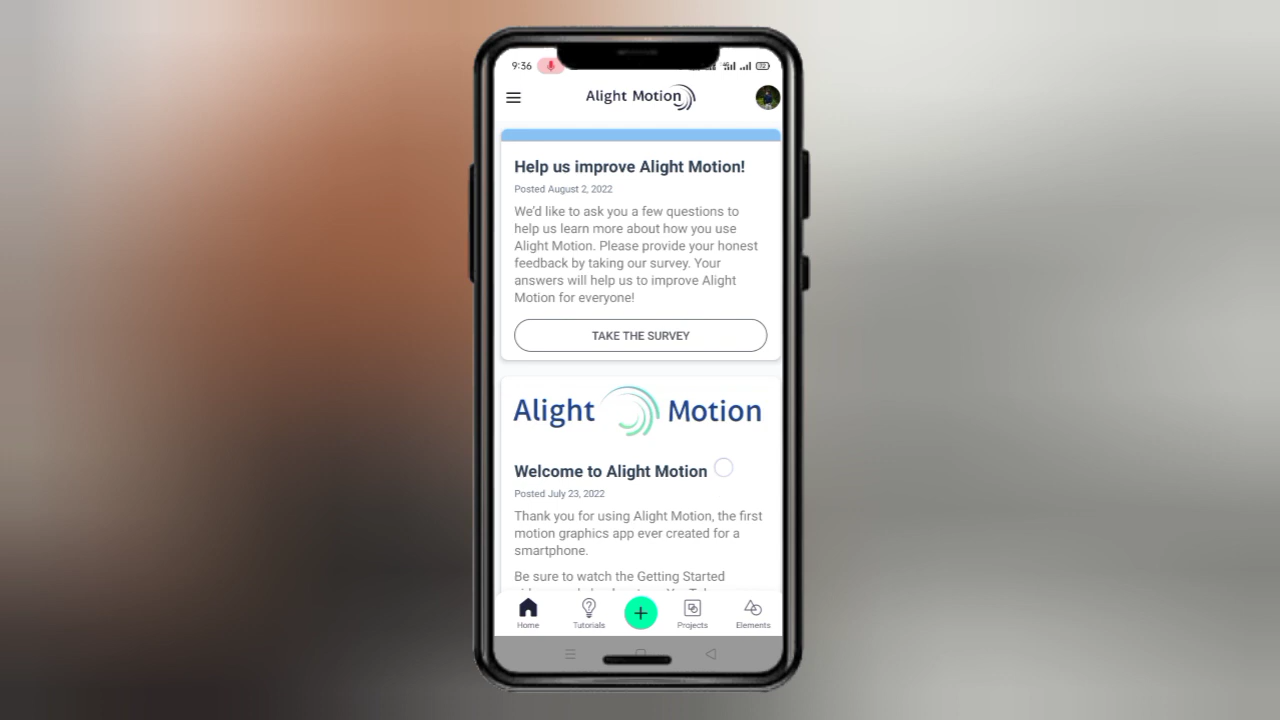 9:36
72
Alight Motion
Help us improve Alight Motion!
Posted August 2, 2022
We'd like to ask you a few questions to
help us learn more about how you use
Alight Motion. Please provide your honest
feedback by taking our survey. Your
answers will help us to improve Alight
Motion for everyone!
TAKE THE SURVEY
Alight Motion
Welcome to Alight Motion
Posted July 23, 2022
Thank you for using Alight Motion, the first
motion graphics app ever created for a
smartphone.
Be sure to watch the Getting Started
Home
Tutorials
Projects
Elements